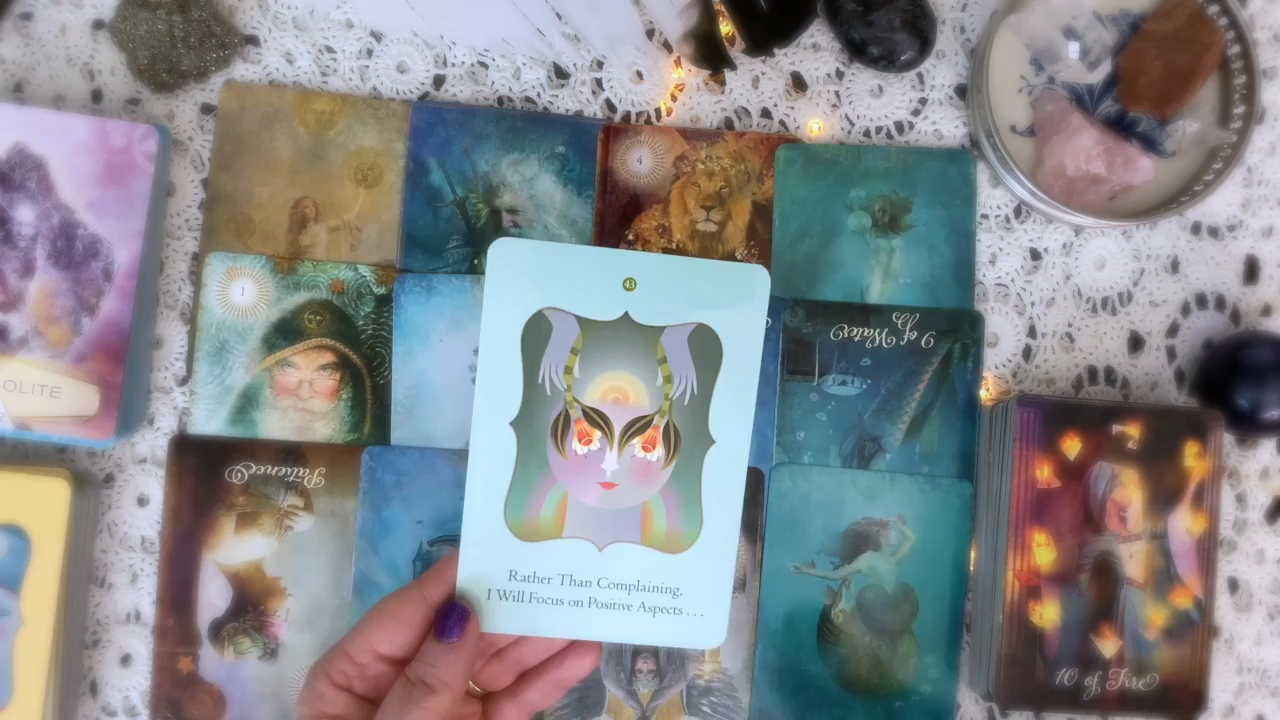 4
1
9 of Water
43
OLITE
Patience
Rather Than Complaining,
I Will Focus on Positive Aspects . . .
10 of Fire